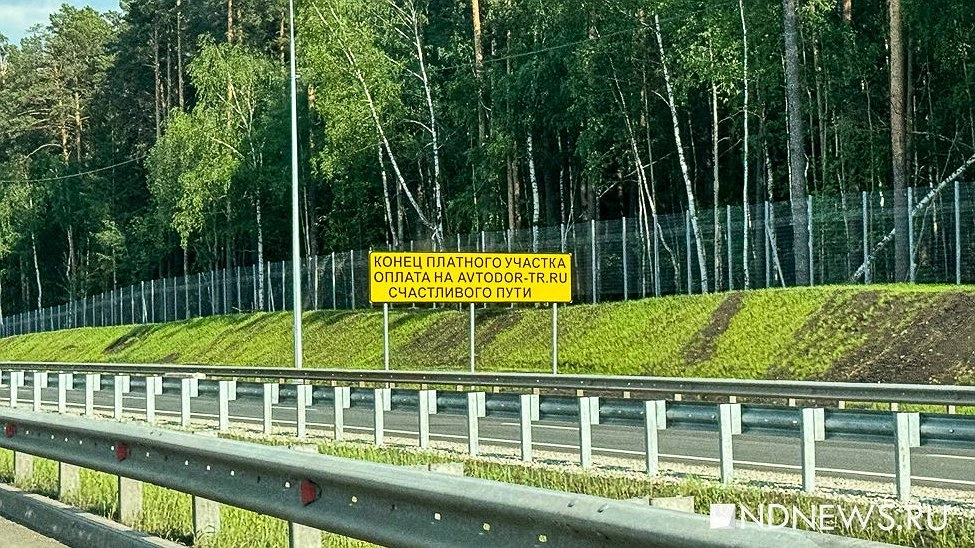 КОНЕЦ ПЛАТНОГО УЧАСТКА
ОПЛАТА НА AVTODOR-TR.RU
СЧАСТЛИВОГО ПУТИ
NDNEWS.RU